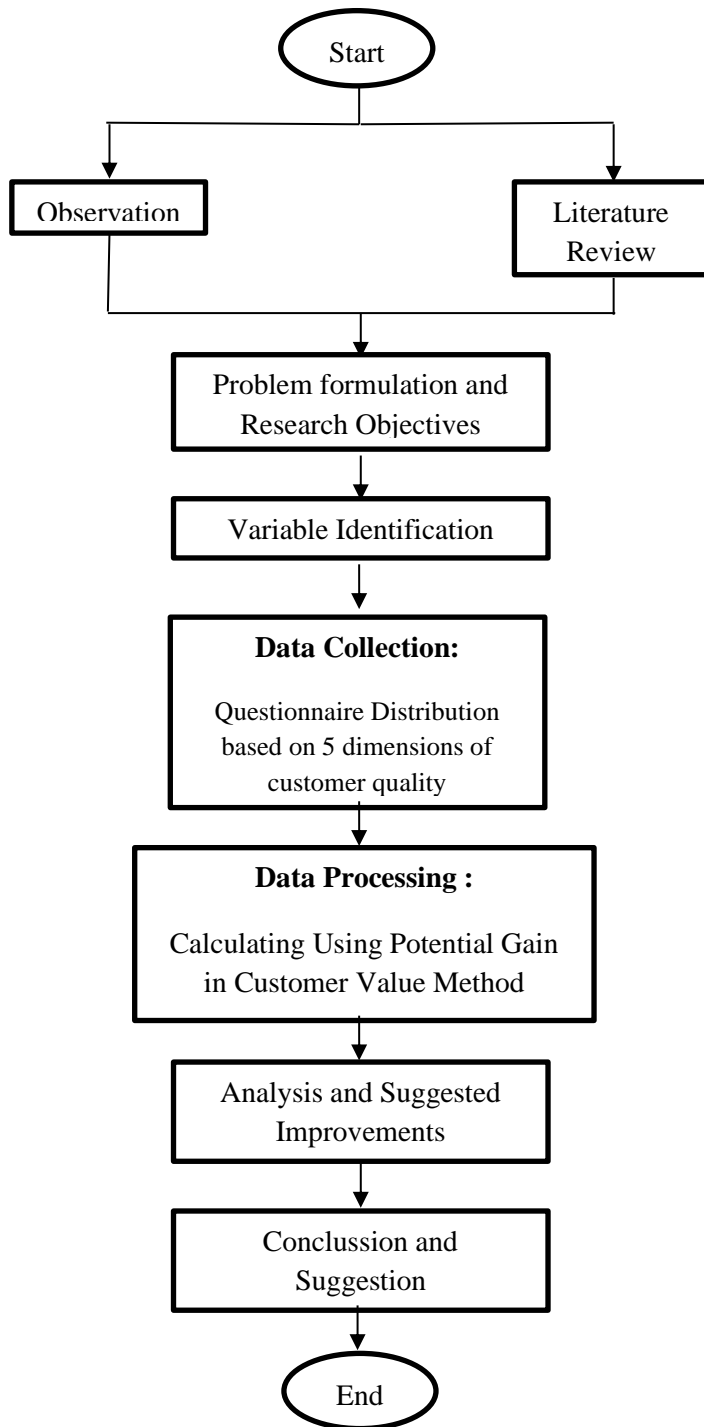 Start
Observation
Literature
Review
Problem formulation and
Research Objectives
Variable Identification
Data Collection:
Questionnaire Distribution
based on 5 dimensions of
customer quality
Data Processing :
Calculating Using Potential Gain
in Customer Value Method
Analysis and Suggested
Improvements
Conclussion and
Suggestion
End